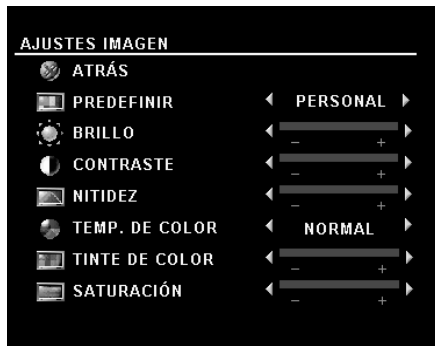 AJUSTES IMAGEN
ATRÁS
PREDEFINIR PERSONAL
BRILLO
- +
CONTRASTE
- +
NITIDEZ
- +
TEMP. DE COLOR NORMAL
TINTE DE COLOR
- +
SATURACIÓN
- +